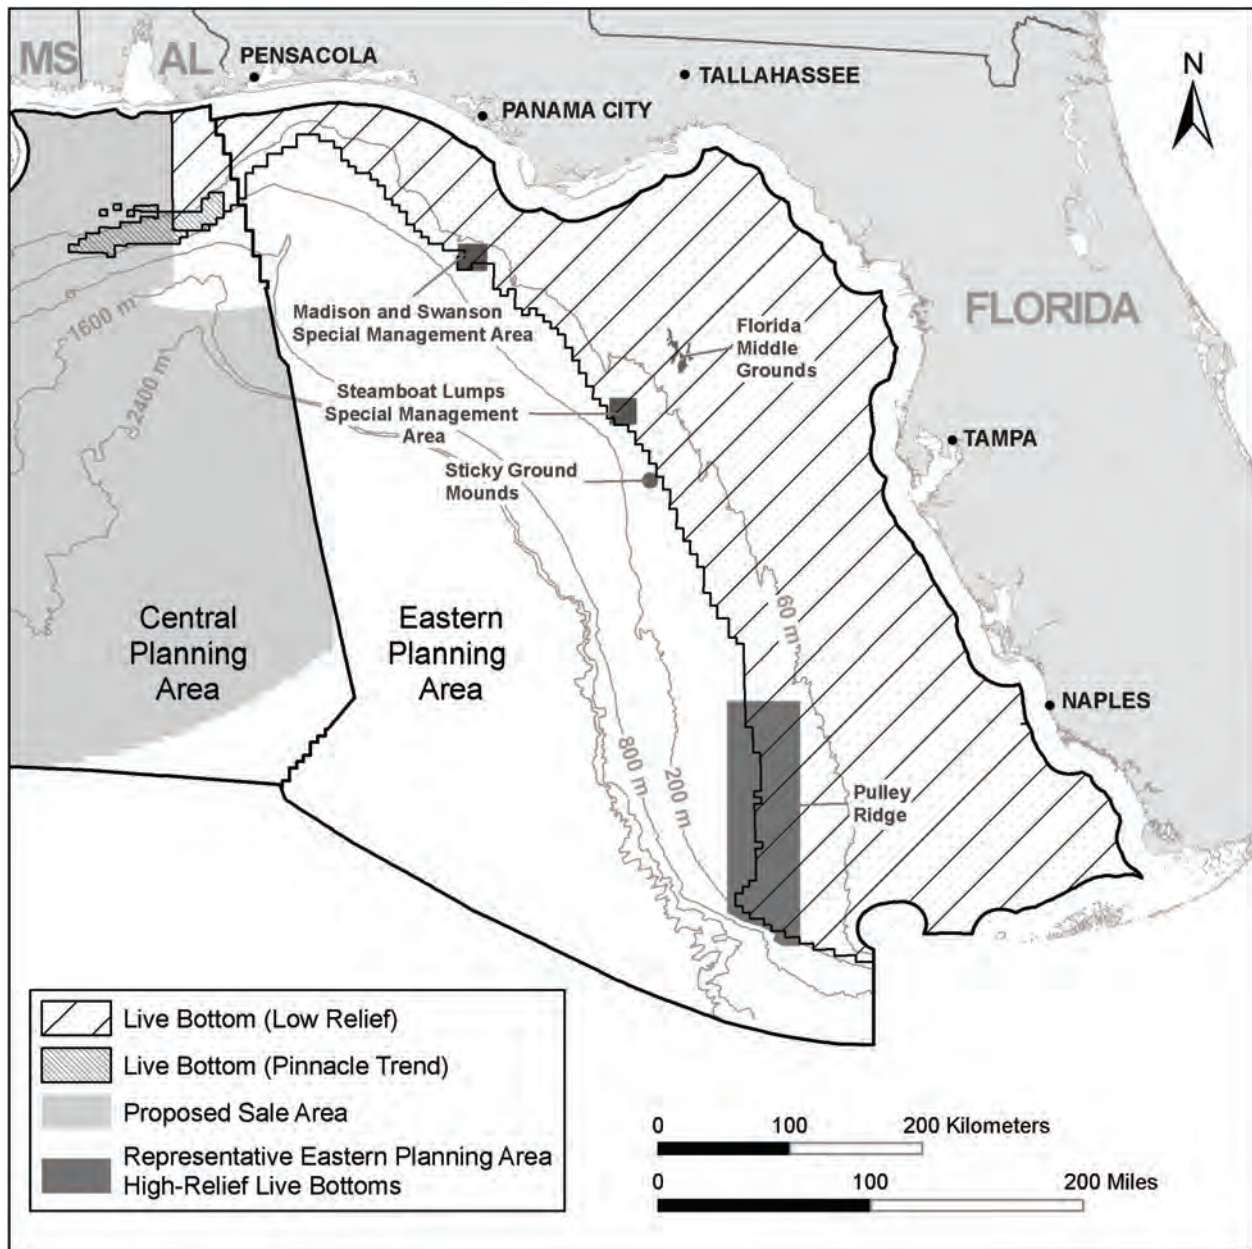 MS
AL
PENSACOLA
TALLAHASSEE
N
PANAMA CITY
Madison and Swanson
Special Management Area
Florida
Middle
Grounds
FLORIDA
1600 m
2400 m
Steamboat Lumps
Special Management
Area
TAMPA
Sticky Ground
Mounds
60 m
Central
Planning
Area
Eastern
Planning
Area
NAPLES
800 m
200 m
Pulley
Ridge
Live Bottom (Low Relief)
Live Bottom (Pinnacle Trend)
Proposed Sale Area
Representative Eastern Planning Area
High-Relief Live Bottoms
0 100 200 Kilometers
0 100 200 Miles